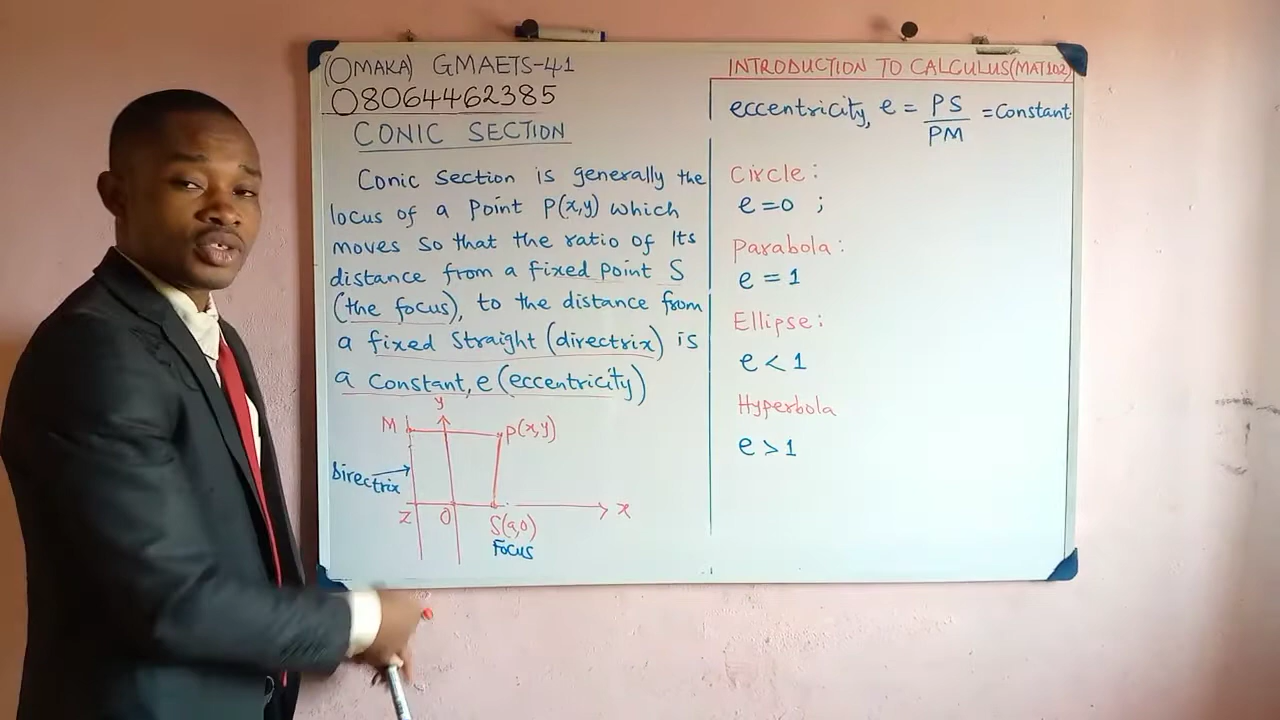 (OMAKA) GMAETS-41
08064462385
CONIC SECTION
Conic section is generally the
locus of a point P(x,y) which
moves so that the ratio of Its
distance from a fixed point S
(the focus), to the distance from
a fixed straight (directrix) is
a constant, e (eccentricity)
y
M P(x,y)
Directrix
Z O S(a,0) x
Focus
INTRODUCTION TO CALCULUS(MAT102)
eccentricity, e = PS/PM = Constant.
Circle:
e=0 ;
Parabola:
e = 1
Ellipse:
e < 1
Hyperbola
e > 1